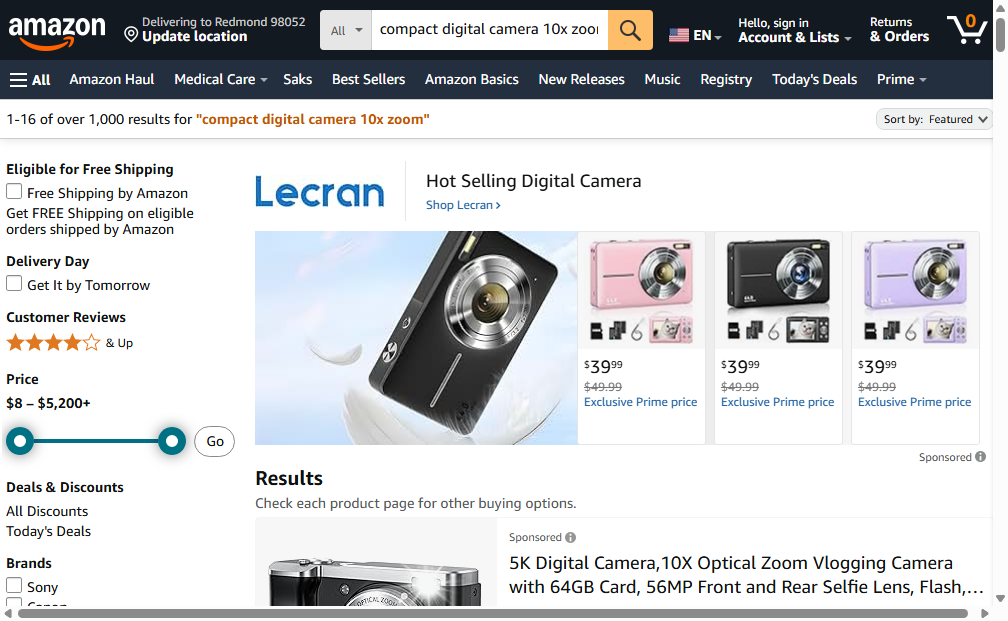 amazon
Delivering to Redmond 98052
Update location
All
compact digital camera 10x zoo
EN
Hello, sign in
Account & Lists
Returns
& Orders
0
All
Amazon Haul
Medical Care
Saks
Best Sellers
Amazon Basics
New Releases
Music
Registry
Today's Deals
Prime
1-16 of over 1,000 results for "compact digital camera 10x zoom"
Sort by: Featured
Eligible for Free Shipping
Free Shipping by Amazon
Get FREE Shipping on eligible
orders shipped by Amazon
Delivery Day
Get It by Tomorrow
Customer Reviews
& Up
Price
$8 – $5,200+
Go
Deals & Discounts
All Discounts
Today's Deals
Brands
Sony
Canon
Lecran
Hot Selling Digital Camera
Shop Lecran ›
$39.99
$49.99
Exclusive Prime price
$39.99
$49.99
Exclusive Prime price
$39.99
$49.99
Exclusive Prime price
Sponsored
Results
Check each product page for other buying options.
Sponsored
5K Digital Camera,10X Optical Zoom Vlogging Camera
with 64GB Card, 56MP Front and Rear Selfie Lens, Flash,…
OPTICAL ZOOM